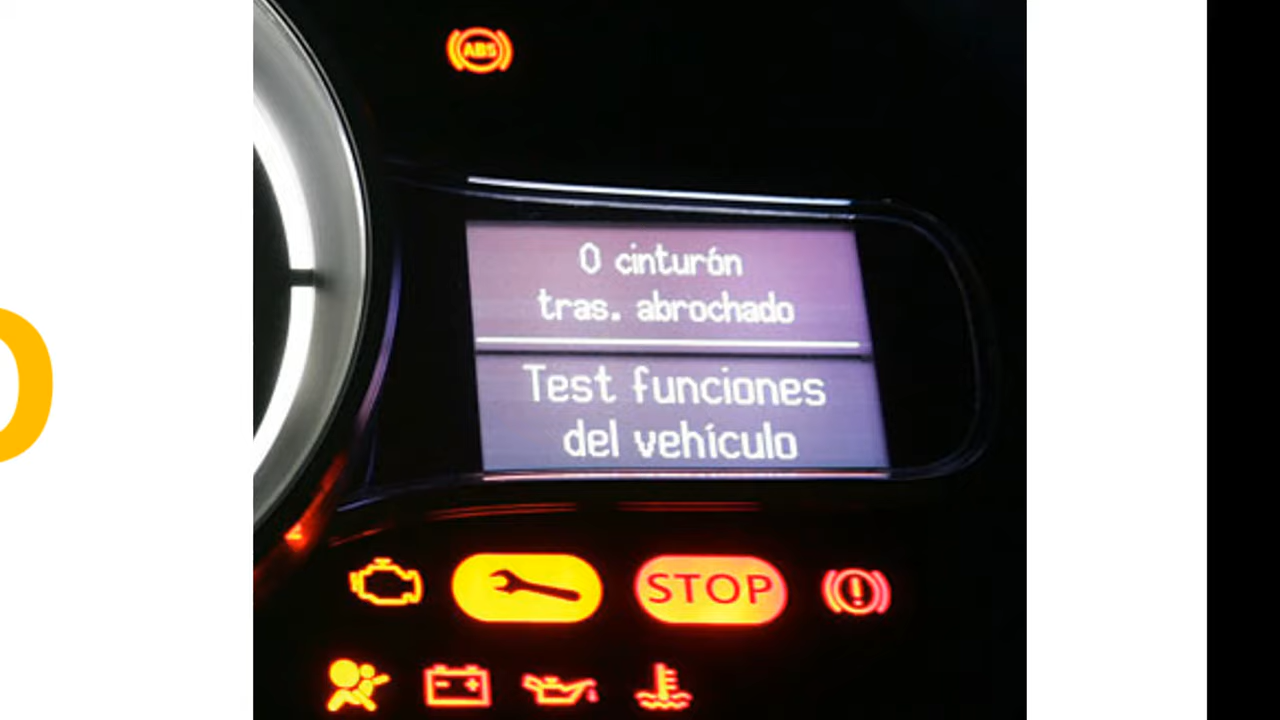 ABS
0 cinturón
tras. abrochado
Test funciones
del vehículo
STOP